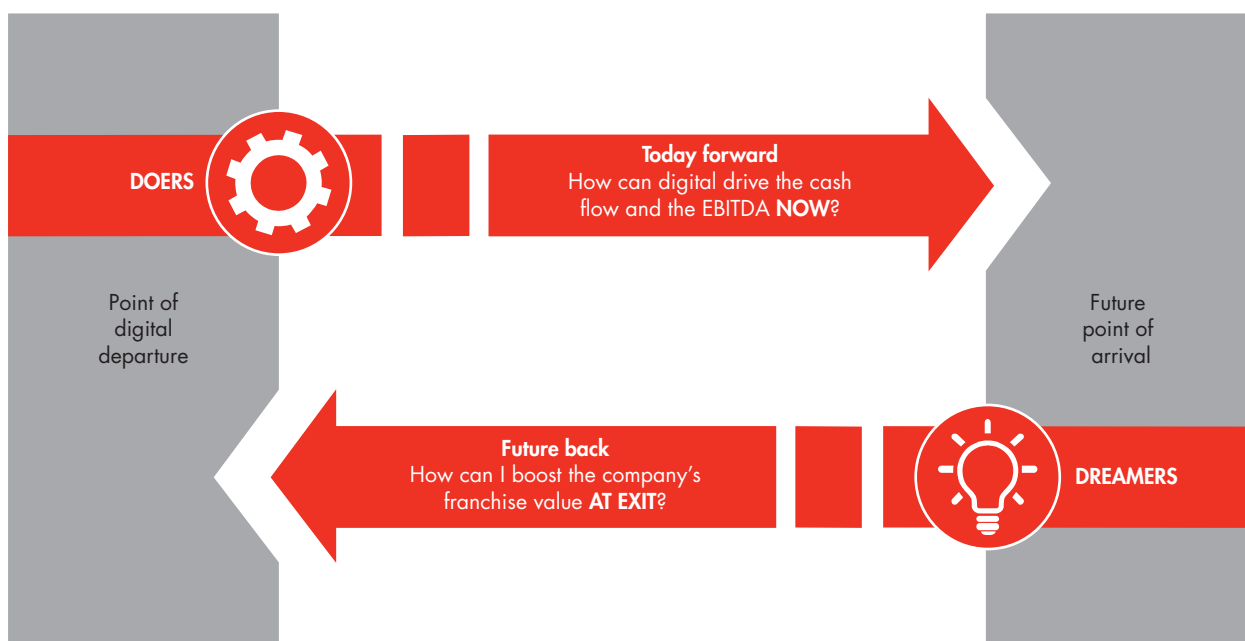 DOERS
Today forward
How can digital drive the cash
flow and the EBITDA NOW?
Point of
digital
departure
Future
point of
arrival
Future back
How can I boost the company’s
franchise value AT EXIT?
DREAMERS